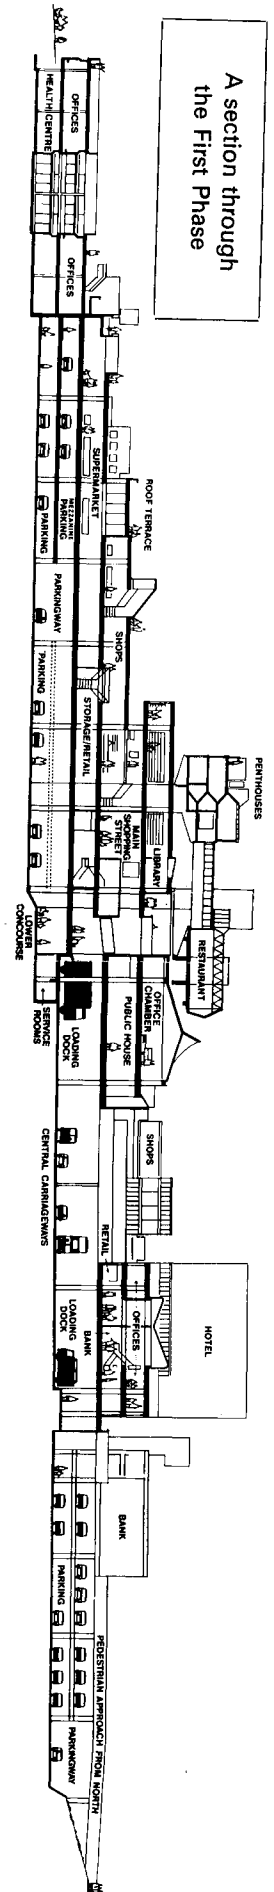 A section through
the First Phase
OFFICES
HEALTH CENTRE
OFFICES
SUPERMARKET
MEZZANINE
PARKING
PARKING
ROOF TERRACE
SHOPS
PARKINGWAY
PARKING
STORAGE/RETAIL
MAIN
SHOPPING
STREET
LIBRARY
PENTHOUSES
RESTAURANT
LOWER
CONCOURSE
SERVICE
ROOMS
LOADING
DOCK
OFFICE
CHAMBER
PUBLIC HOUSE
CENTRAL CARRIAGEWAYS
SHOPS
RETAIL
OFFICES
HOTEL
BANK
LOADING
DOCK
BANK
PARKING
PEDESTRIAN APPROACH FROM NORTH
PARKINGWAY